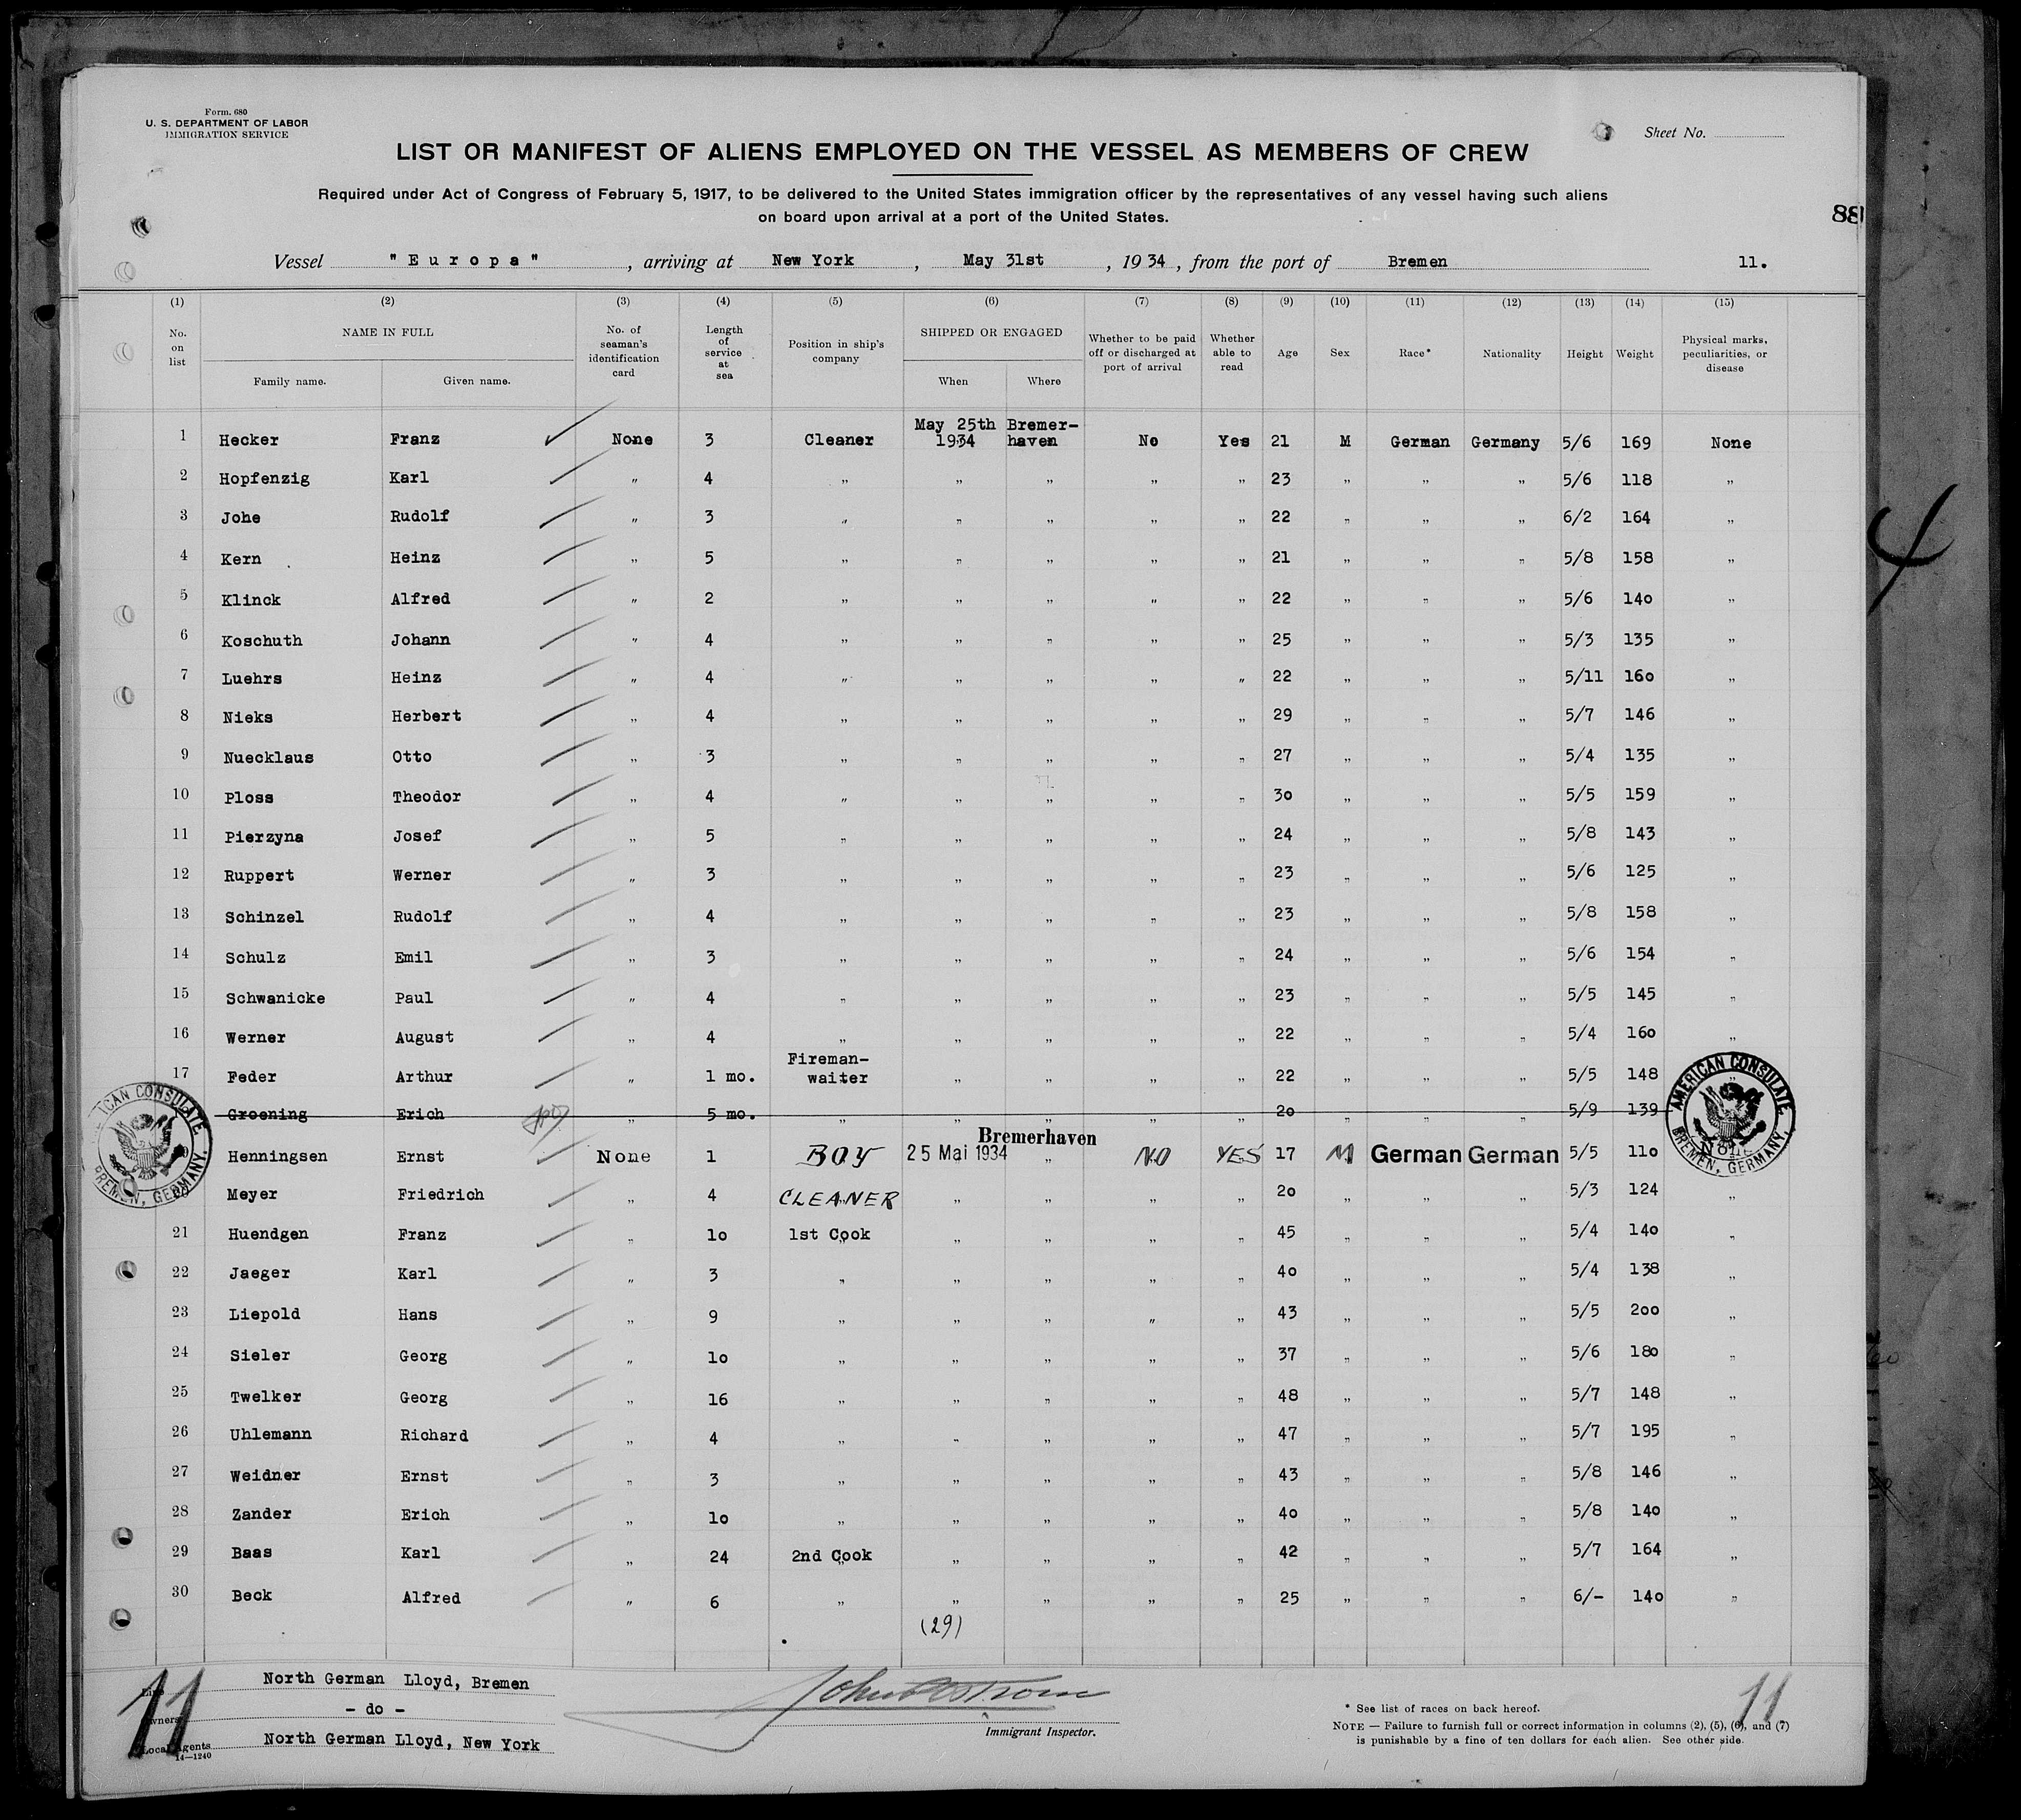 Form. 680
U. S. DEPARTMENT OF LABOR
IMMIGRATION SERVICE
Sheet No.
LIST OR MANIFEST OF ALIENS EMPLOYED ON THE VESSEL AS MEMBERS OF CREW
Required under Act of Congress of February 5, 1917, to be delivered to the United States immigration officer by the representatives of any vessel having such aliens
on board upon arrival at a port of the United States.
88
Vessel "Europa", arriving at New York, May 31st, 1934, from the port of Bremen 11.
(1) (2) (3) (4) (5) (6) (7) (8) (9) (10) (11) (12) (13) (14) (15)
No. on list NAME IN FULL Family name. Given name. No. of seaman's identification card Length of service at sea Position in ship's company SHIPPED OR ENGAGED When Where Whether to be paid off or discharged at port of arrival Whether able to read Age Sex Race* Nationality Height Weight Physical marks, peculiarities, or disease
1 Hecker Franz None 3 Cleaner May 25th 1934 Bremerhaven No Yes 21 M German Germany 5/6 169 None
2 Hopfenzig Karl " 4 " " " " " 23 " " " 5/6 118 "
3 Johe Rudolf " 3 " " " " " 22 " " " 6/2 164 "
4 Kern Heinz " 5 " " " " " 21 " " " 5/8 158 "
5 Klinck Alfred " 2 " " " " " 22 " " " 5/6 140 "
6 Koschuth Johann " 4 " " " " " 25 " " " 5/3 135 "
7 Luehrs Heinz " 4 " " " " " 22 " " " 5/11 160 "
8 Nieks Herbert " 4 " " " " " 29 " " " 5/7 146 "
9 Nuecklaus Otto " 3 " " " " " 27 " " " 5/4 135 "
10 Ploss Theodor " 4 " " " " " 30 " " " 5/5 159 "
11 Pierzyna Josef " 5 " " " " " 24 " " " 5/8 143 "
12 Ruppert Werner " 3 " " " " " 23 " " " 5/6 125 "
13 Schinzel Rudolf " 4 " " " " " 23 " " " 5/8 158 "
14 Schulz Emil " 3 " " " " " 24 " " " 5/6 154 "
15 Schwanicke Paul " 4 " " " " " 23 " " " 5/5 145 "
16 Werner August " 4 " " " " " 22 " " " 5/4 160 "
17 Feder Arthur " 1 mo. Fireman-waiter " " " " 22 " " " 5/5 148 "
Groening Erich " 5 mo. " " " " " 20 " " " 5/9 139
Henningsen Ernst None 1 BOY 25 Mai 1934 Bremerhaven " NO YES 17 M German German 5/5 110 None
Meyer Friedrich " 4 CLEANER " " " " 20 " " " 5/3 124 "
21 Huendgen Franz " 10 1st Cook " " " " 45 " " " 5/4 140 "
22 Jaeger Karl " 3 " " " " " 40 " " " 5/4 138 "
23 Liepold Hans " 9 " " " " " 43 " " " 5/5 200 "
24 Sieler Georg " 10 " " " " " 37 " " " 5/6 180 "
25 Twelker Georg " 16 " " " " " 48 " " " 5/7 148 "
26 Uhlemann Richard " 4 " " " " " 47 " " " 5/7 195 "
27 Weidner Ernst " 3 " " " " " 43 " " " 5/8 146 "
28 Zander Erich " 10 " " " " " 40 " " " 5/8 140 "
29 Baas Karl " 24 2nd Cook " " " " 42 " " " 5/7 164 "
30 Beck Alfred " 6 " " " " " 25 " " " 6/- 140 "
(29)
AMERICAN CONSULATE
BREMEN, GERMANY.
AMERICAN CONSULATE
BREMEN, GERMANY.
4
11
Line North German Lloyd, Bremen
Owners - do -
Local Agents North German Lloyd, New York
14—1240
Immigrant Inspector.
11
* See list of races on back hereof.
NOTE — Failure to furnish full or correct information in columns (2), (5), (6), and (7)
is punishable by a fine of ten dollars for each alien. See other side.